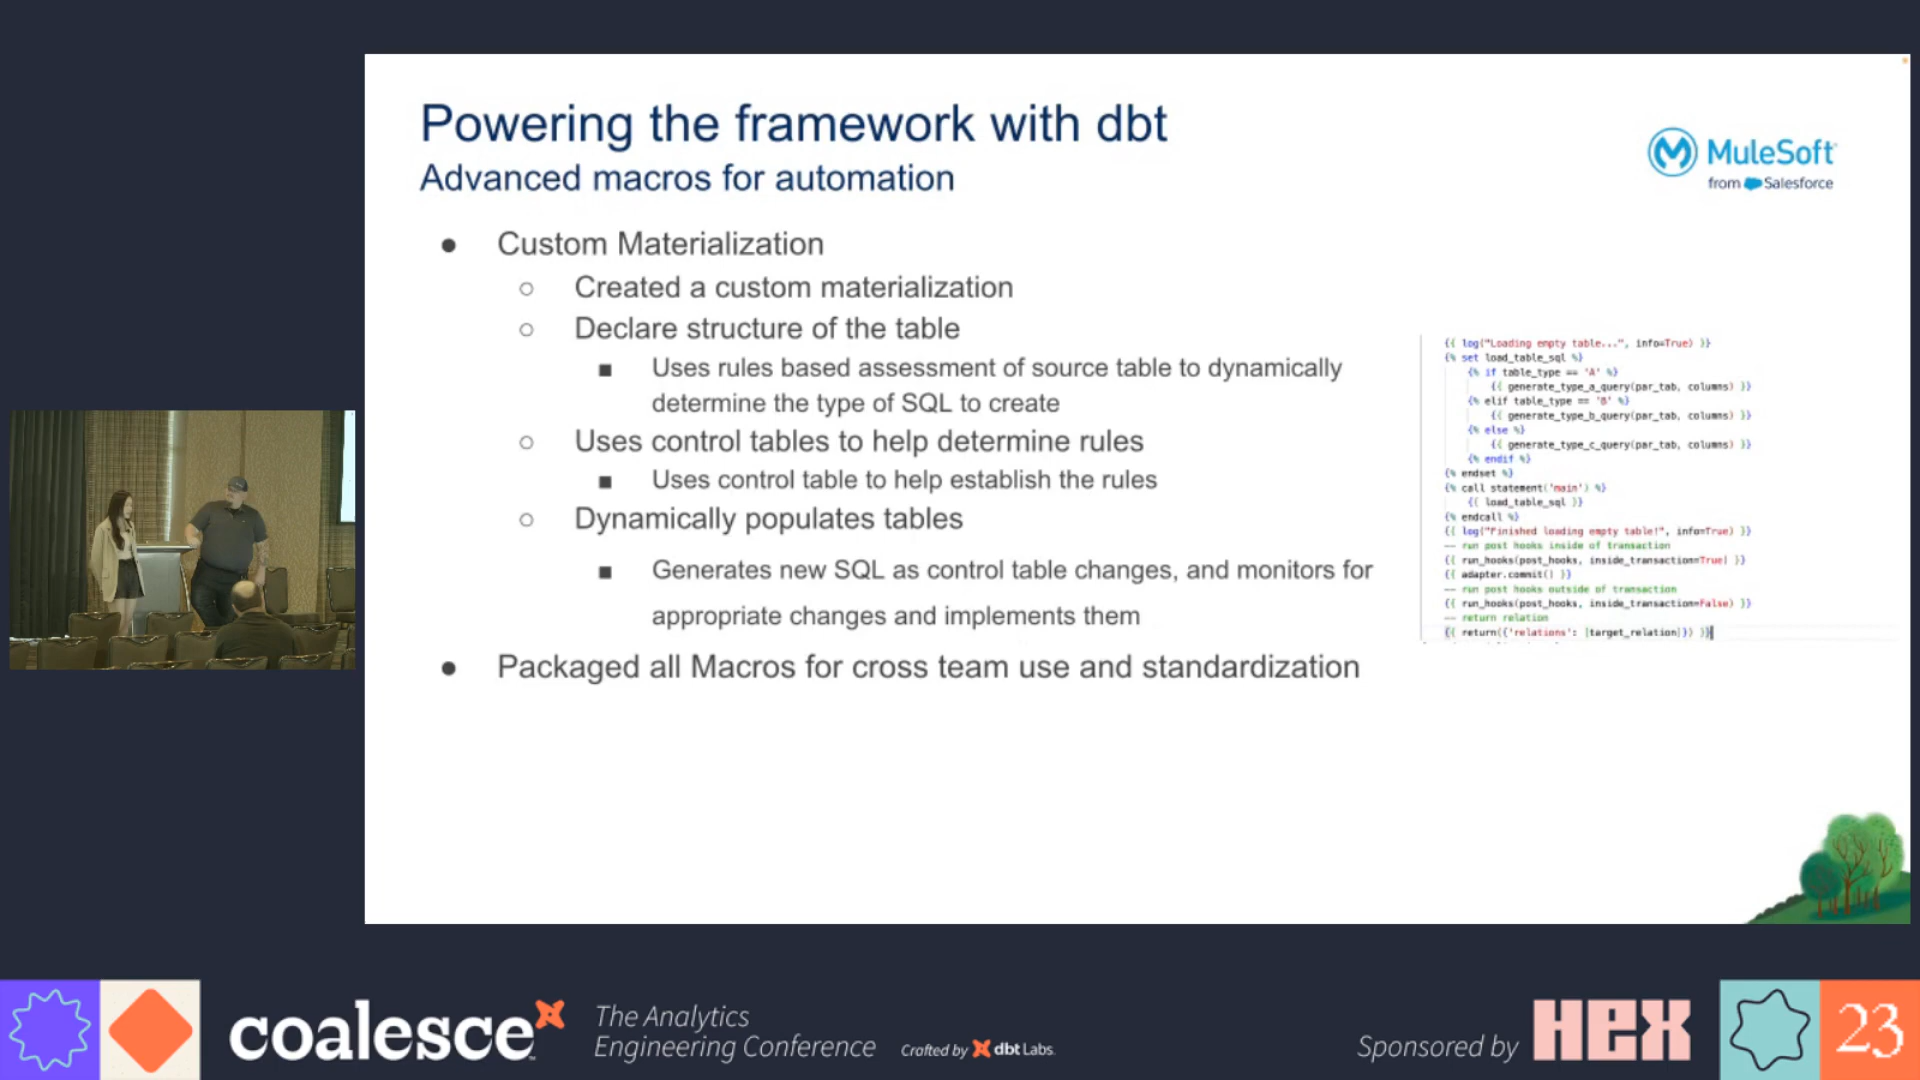 Powering the framework with dbt
Advanced macros for automation
MuleSoft
from Salesforce
● Custom Materialization
○ Created a custom materialization
○ Declare structure of the table
■ Uses rules based assessment of source table to dynamically
determine the type of SQL to create
○ Uses control tables to help determine rules
■ Uses control table to help establish the rules
○ Dynamically populates tables
■ Generates new SQL as control table changes, and monitors for
appropriate changes and implements them
● Packaged all Macros for cross team use and standardization
{{ log("Loading empty table...", info=True) }}
{% set load_table_sql %}
{% if table_type == 'A' %}
{{ generate_type_a_query(par_tab, columns) }}
{% elif table_type == 'B' %}
{{ generate_type_b_query(par_tab, columns) }}
{% else %}
{{ generate_type_c_query(par_tab, columns) }}
{% endif %}
{% endset %}
{% call statement('main') %}
{{ load_table_sql }}
{% endcall %}
{{ log("Finished loading empty table!", info=True) }}
-- run post hooks inside of transaction
{{ run_hooks(post_hooks, inside_transaction=True) }}
{{ adapter.commit() }}
-- run post hooks outside of transaction
{{ run_hooks(post_hooks, inside_transaction=False) }}
-- return relation
{{ return({'relations': [target_relation]}) }}
coalesce
The Analytics
Engineering Conference
Crafted by dbt Labs
Sponsored by
HEX
23